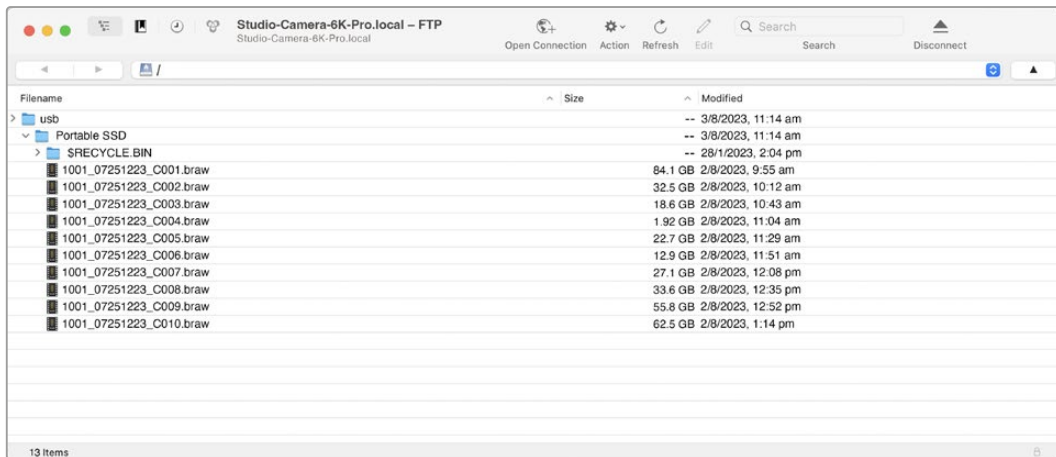 Studio-Camera-6K-Pro.local – FTP
Studio-Camera-6K-Pro.local
Open Connection Action Refresh Edit Search Disconnect
Search
/
Filename Size Modified
usb -- 3/8/2023, 11:14 am
Portable SSD -- 3/8/2023, 11:14 am
$RECYCLE.BIN -- 28/1/2023, 2:04 pm
1001_07251223_C001.braw 84.1 GB 2/8/2023, 9:55 am
1001_07251223_C002.braw 32.5 GB 2/8/2023, 10:12 am
1001_07251223_C003.braw 18.6 GB 2/8/2023, 10:43 am
1001_07251223_C004.braw 1.92 GB 2/8/2023, 11:04 am
1001_07251223_C005.braw 22.7 GB 2/8/2023, 11:29 am
1001_07251223_C006.braw 12.9 GB 2/8/2023, 11:51 am
1001_07251223_C007.braw 27.1 GB 2/8/2023, 12:08 pm
1001_07251223_C008.braw 33.6 GB 2/8/2023, 12:35 pm
1001_07251223_C009.braw 55.8 GB 2/8/2023, 12:52 pm
1001_07251223_C010.braw 62.5 GB 2/8/2023, 1:14 pm
13 Items